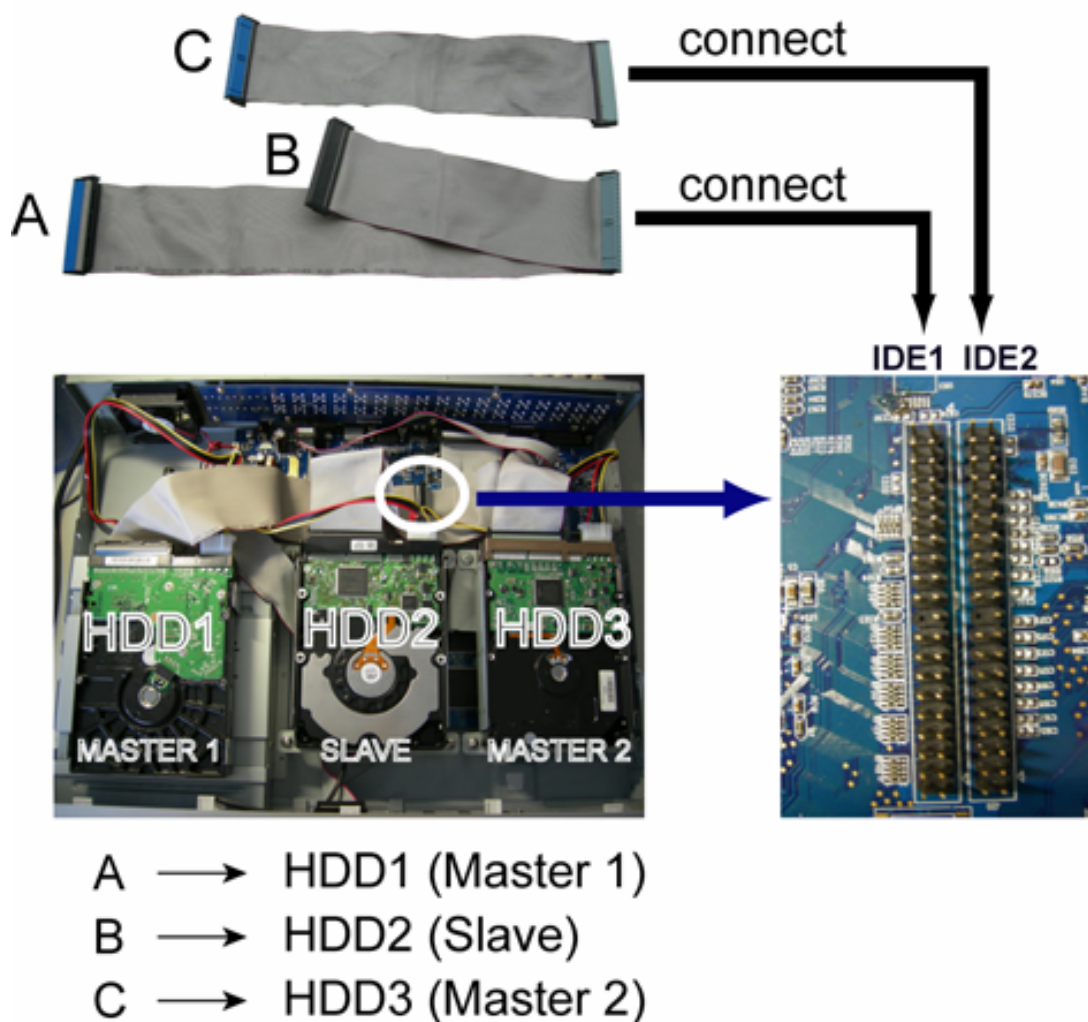 C
connect
B
connect
A
IDE1 IDE2
HDD1
HDD2
HDD3
MASTER 1
SLAVE
MASTER 2
A → HDD1 (Master 1)
B → HDD2 (Slave)
C → HDD3 (Master 2)